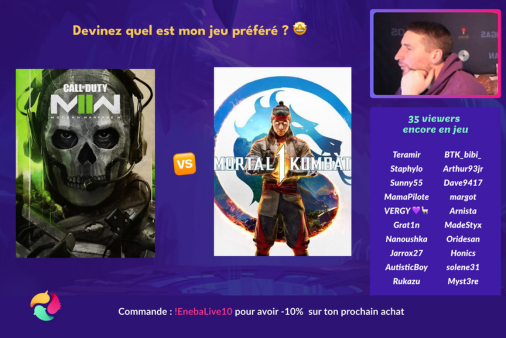 Devinez quel est mon jeu préféré ? 🤩
CALL OF DUTY
MWII
MODERN WARFARE II
VS
MORTAL KOMBAT
1
35 viewers
encore en jeu
Teramir BTK_bibi_
Staphylo Arthur93jr
Sunny55 Dave9417
MamaPilote margot
VERGY💜🦙 Arnista
Grat1n MadeStyx
Nanoushka Oridesan
Jarrox27 Honics
AutisticBoy solene31
Rukazu Myst3re
Commande : !EnebaLive10 pour avoir -10% sur ton prochain achat